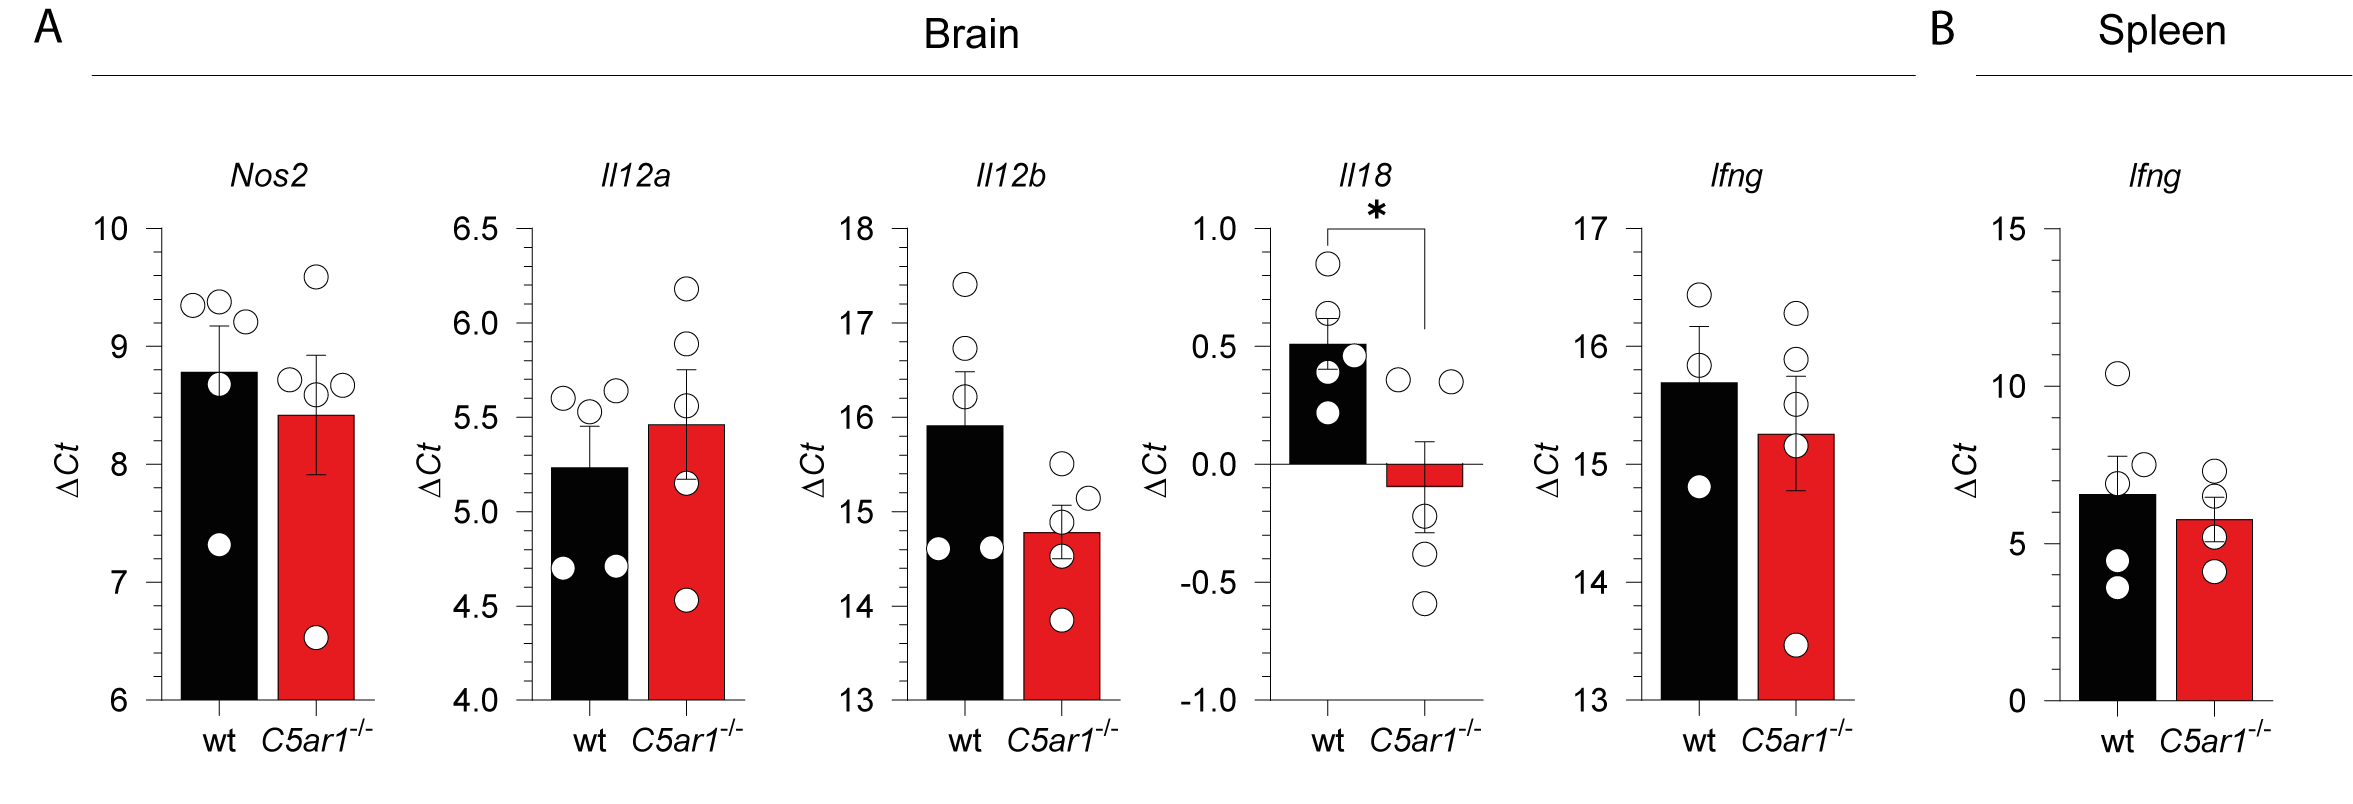 A Brain B Spleen
Nos2 Il12a Il12b Il18 Ifng Ifng
*
10 6.5 18 1.0 17 15
6.0 17
9 0.5 16
5.5 16 10
8 0.0 15
5.0 15
5
7 -0.5 14
4.5 14
6 4.0 13 -1.0 13 0
ΔCt ΔCt ΔCt ΔCt ΔCt ΔCt
wt C5ar1-/- wt C5ar1-/- wt C5ar1-/- wt C5ar1-/- wt C5ar1-/- wt C5ar1-/-